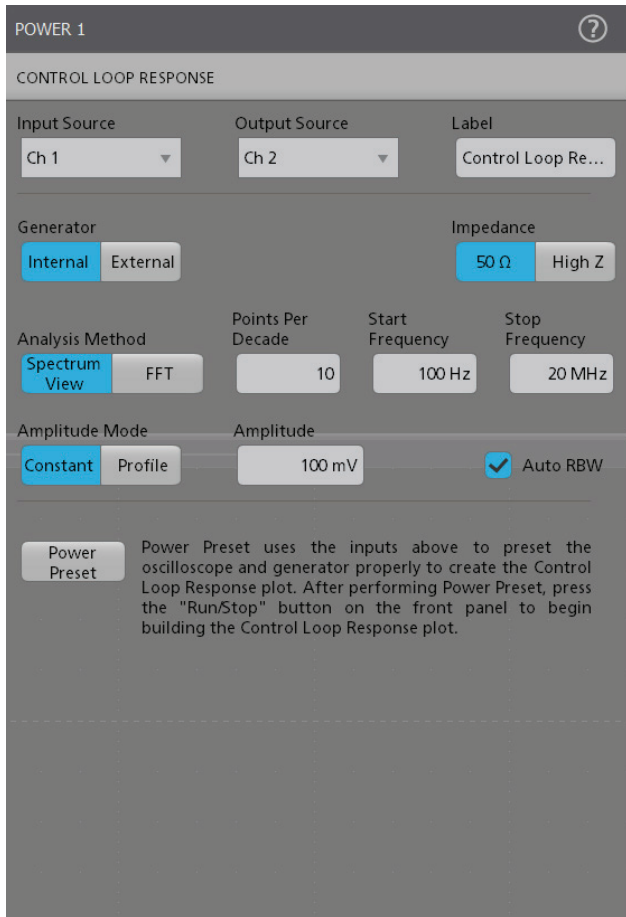 POWER 1 ?
CONTROL LOOP RESPONSE
Input Source Output Source Label
Ch 1 Ch 2 Control Loop Re...
Generator Impedance
Internal External 50 Ω High Z
Points Per Start Stop
Analysis Method Decade Frequency Frequency
Spectrum
View FFT 10 100 Hz 20 MHz
Amplitude Mode Amplitude
Constant Profile 100 mV Auto RBW
Power
Preset
Power Preset uses the inputs above to preset the
oscilloscope and generator properly to create the Control
Loop Response plot. After performing Power Preset, press
the "Run/Stop" button on the front panel to begin
building the Control Loop Response plot.